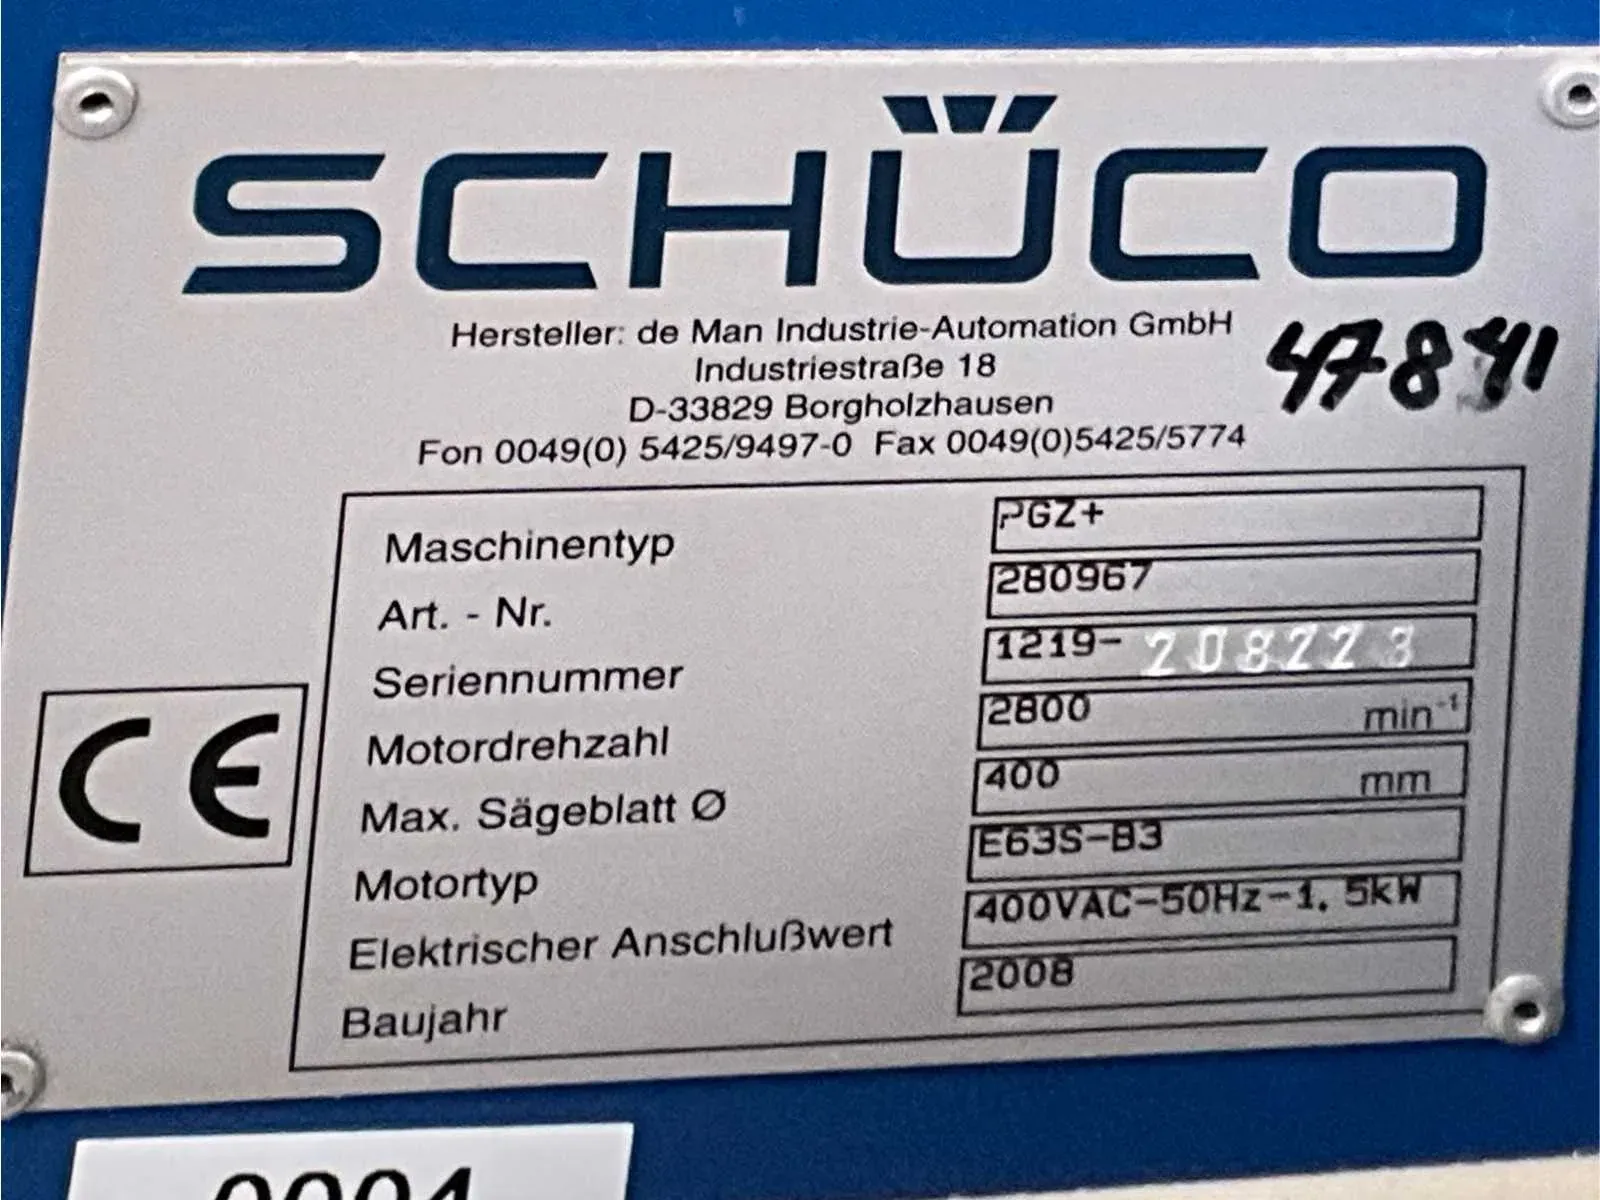 SCHÜCO
Hersteller: de Man Industrie-Automation GmbH
Industriestraße 18
D-33829 Borgholzhausen
Fon 0049(0) 5425/9497-0 Fax 0049(0)5425/5774
47841
CE
Maschinentyp PGZ+
Art. - Nr. 280967
Seriennummer 1219-208223
Motordrehzahl 2800 min⁻¹
Max. Sägeblatt Ø 400 mm
Motortyp E63S-B3
Elektrischer Anschlußwert 400VAC-50Hz-1.5kW
Baujahr 2008